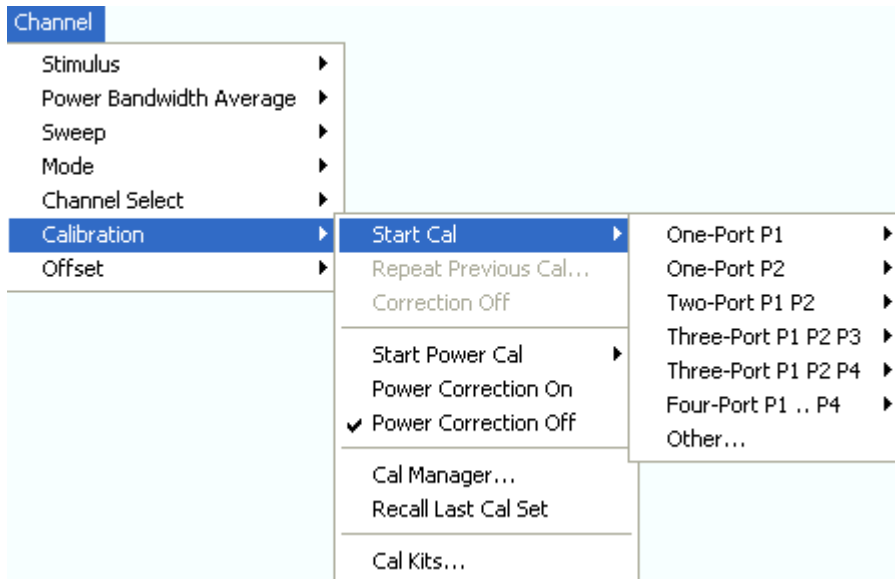 Channel
Stimulus
Power Bandwidth Average
Sweep
Mode
Channel Select
Calibration
Offset
Start Cal
Repeat Previous Cal...
Correction Off
Start Power Cal
Power Correction On
Power Correction Off
Cal Manager...
Recall Last Cal Set
Cal Kits...
One-Port P1
One-Port P2
Two-Port P1 P2
Three-Port P1 P2 P3
Three-Port P1 P2 P4
Four-Port P1 .. P4
Other...